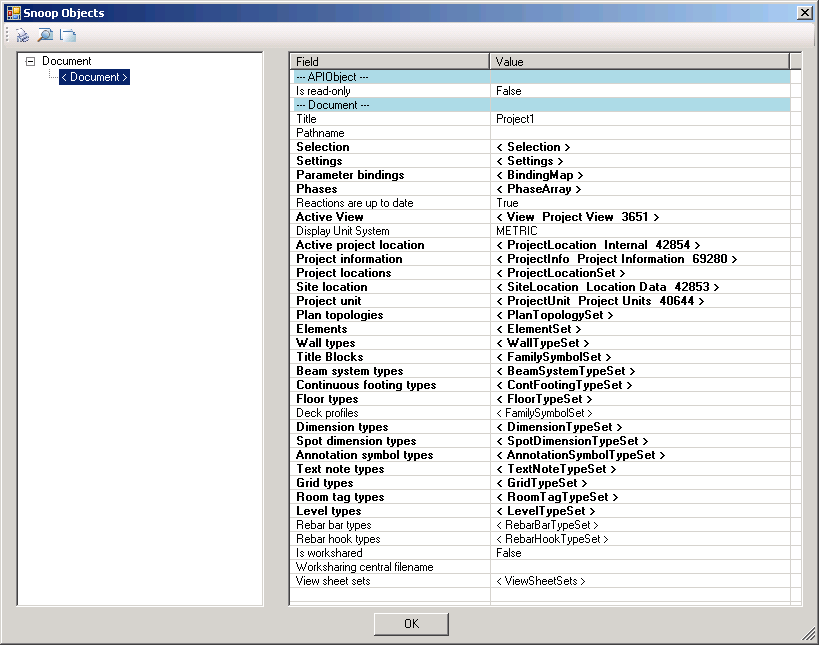 Snoop Objects
Document
< Document >
Field Value
--- APIObject ---
Is read-only False
--- Document ---
Title Project1
Pathname
Selection < Selection >
Settings < Settings >
Parameter bindings < BindingMap >
Phases < PhaseArray >
Reactions are up to date True
Active View < View Project View 3651 >
Display Unit System METRIC
Active project location < ProjectLocation Internal 42854 >
Project information < ProjectInfo Project Information 69280 >
Project locations < ProjectLocationSet >
Site location < SiteLocation Location Data 42853 >
Project unit < ProjectUnit Project Units 40644 >
Plan topologies < PlanTopologySet >
Elements < ElementSet >
Wall types < WallTypeSet >
Title Blocks < FamilySymbolSet >
Beam system types < BeamSystemTypeSet >
Continuous footing types < ContFootingTypeSet >
Floor types < FloorTypeSet >
Deck profiles < FamilySymbolSet >
Dimension types < DimensionTypeSet >
Spot dimension types < SpotDimensionTypeSet >
Annotation symbol types < AnnotationSymbolTypeSet >
Text note types < TextNoteTypeSet >
Grid types < GridTypeSet >
Room tag types < RoomTagTypeSet >
Level types < LevelTypeSet >
Rebar bar types < RebarBarTypeSet >
Rebar hook types < RebarHookTypeSet >
Is workshared False
Worksharing central filename
View sheet sets < ViewSheetSets >
OK